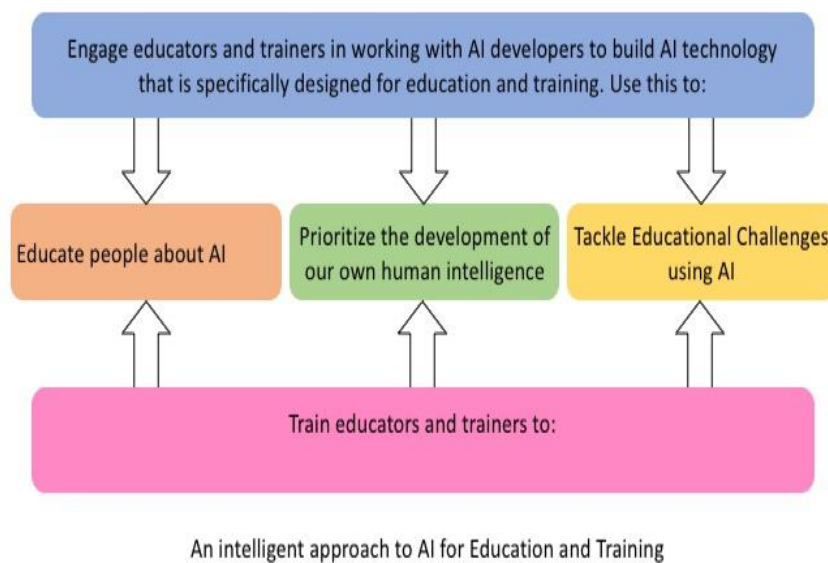 Engage educators and trainers in working with AI developers to build AI technology
that is specifically designed for education and training. Use this to:
Educate people about AI
Prioritize the development of
our own human intelligence
Tackle Educational Challenges
using AI
Train educators and trainers to:
An intelligent approach to AI for Education and Training